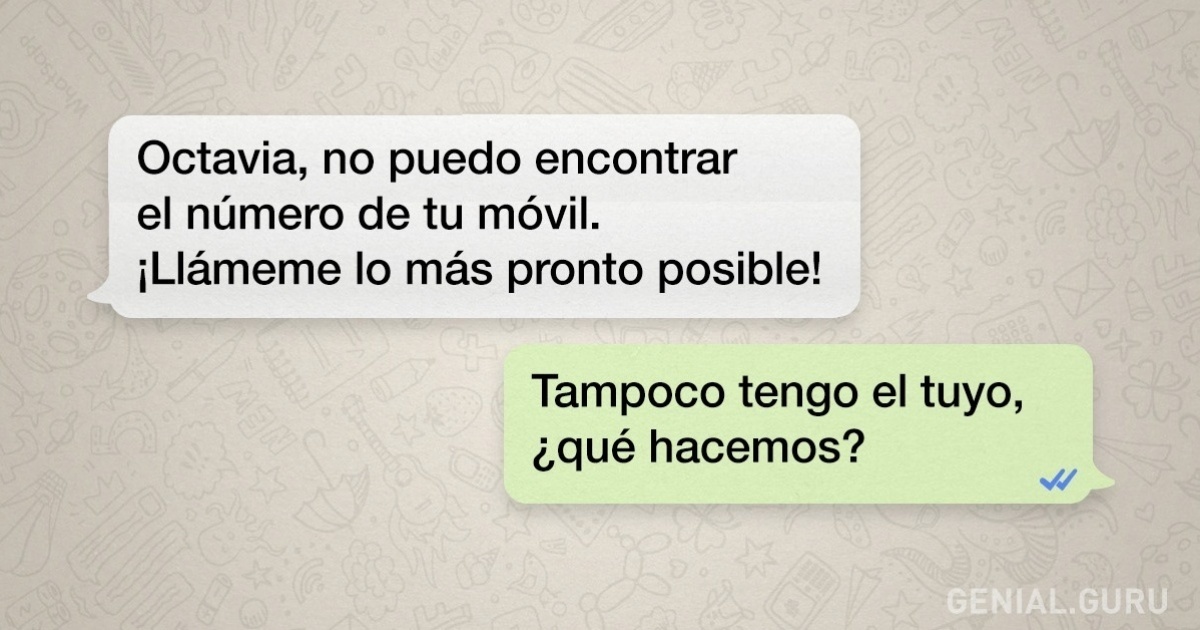 Octavia, no puedo encontrar
el número de tu móvil.
¡Llámeme lo más pronto posible!
Tampoco tengo el tuyo,
¿qué hacemos?
GENIAL.GURU